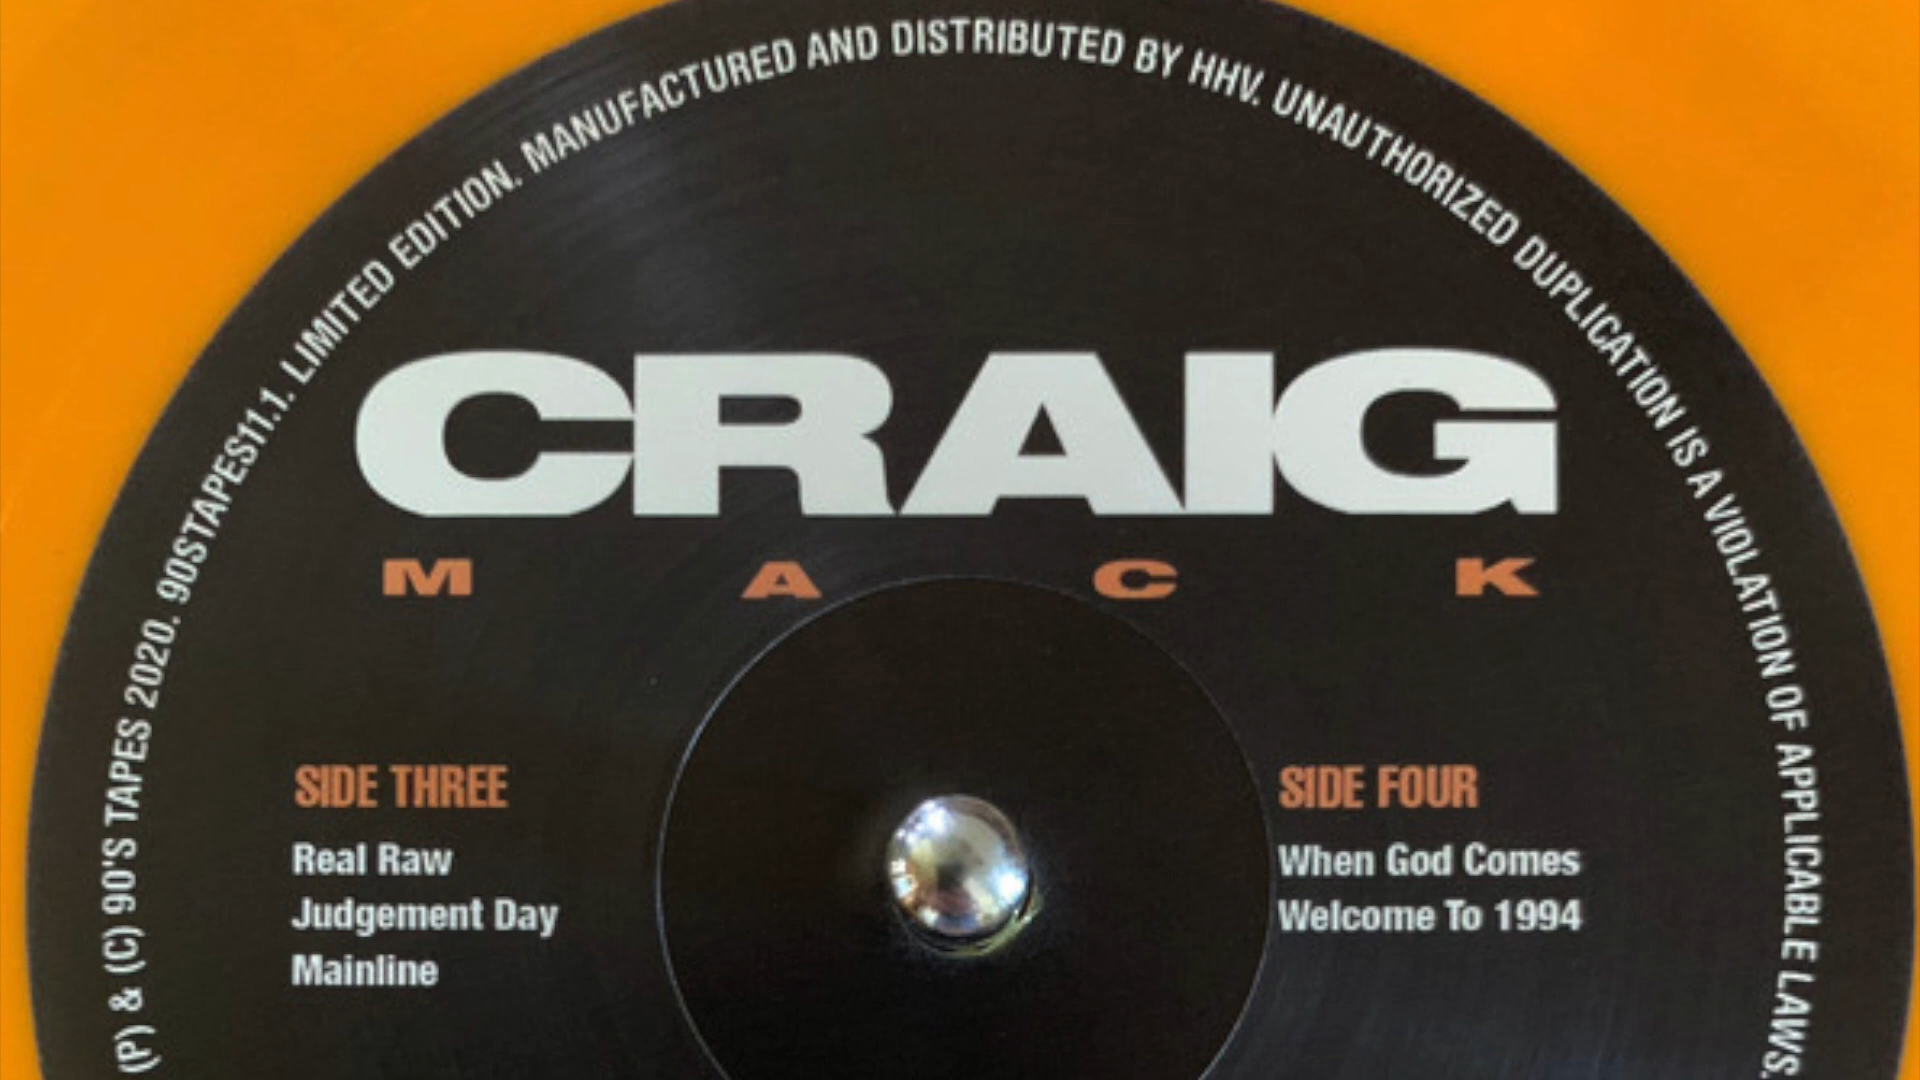 (P) & (C) 90'S TAPES 2020. 90STAPES11.1. LIMITED EDITION. MANUFACTURED AND DISTRIBUTED BY HHV. UNAUTHORIZED DUPLICATION IS A VIOLATION OF APPLICABLE LAWS.
CRAIG
MACK
SIDE THREE
Real Raw
Judgement Day
Mainline
SIDE FOUR
When God Comes
Welcome To 1994